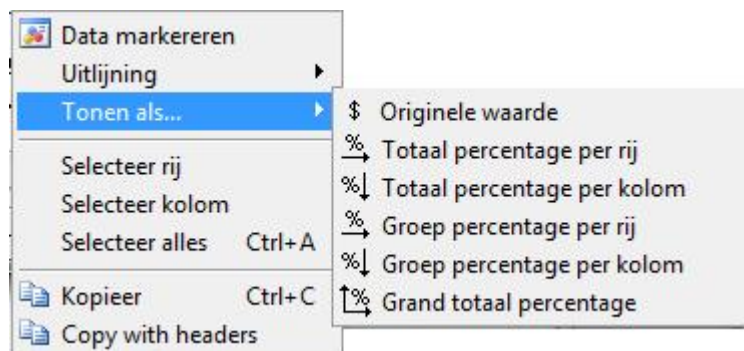 Data markereren
Uitlijning
Tonen als...
Selecteer rij
Selecteer kolom
Selecteer alles Ctrl+A
Kopieer Ctrl+C
Copy with headers
$ Originele waarde
% Totaal percentage per rij
% Totaal percentage per kolom
% Groep percentage per rij
% Groep percentage per kolom
% Grand totaal percentage